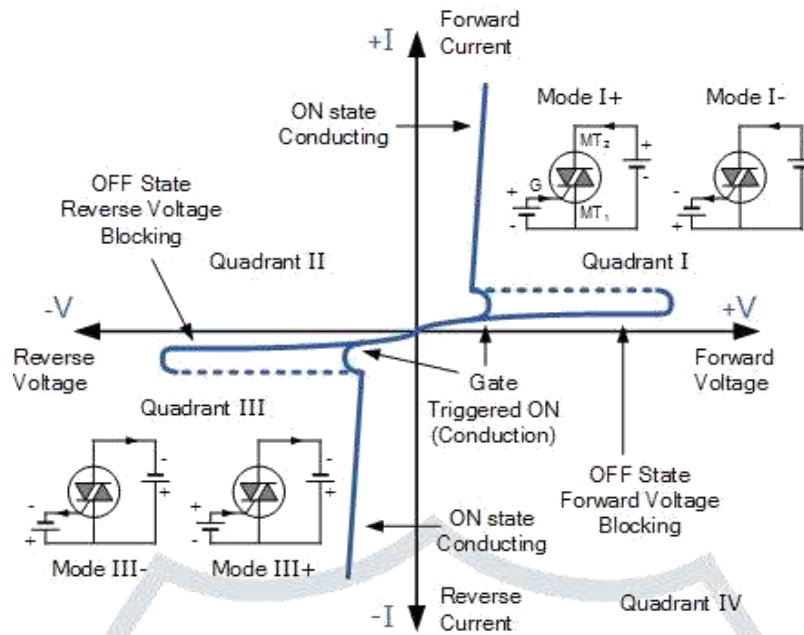 +I
Forward
Current
ON state
Conducting
Mode I+
Mode I-
MT₂
+
-
G
+
-
MT₁
-
+
OFF State
Reverse Voltage
Blocking
Quadrant II
Quadrant I
-V
+V
Reverse
Voltage
Forward
Voltage
Gate
Triggered ON
(Conduction)
Quadrant III
-
+
-
+
-
+
+
-
OFF State
Forward Voltage
Blocking
ON state
Conducting
Mode III-
Mode III+
-I
Reverse
Current
Quadrant IV